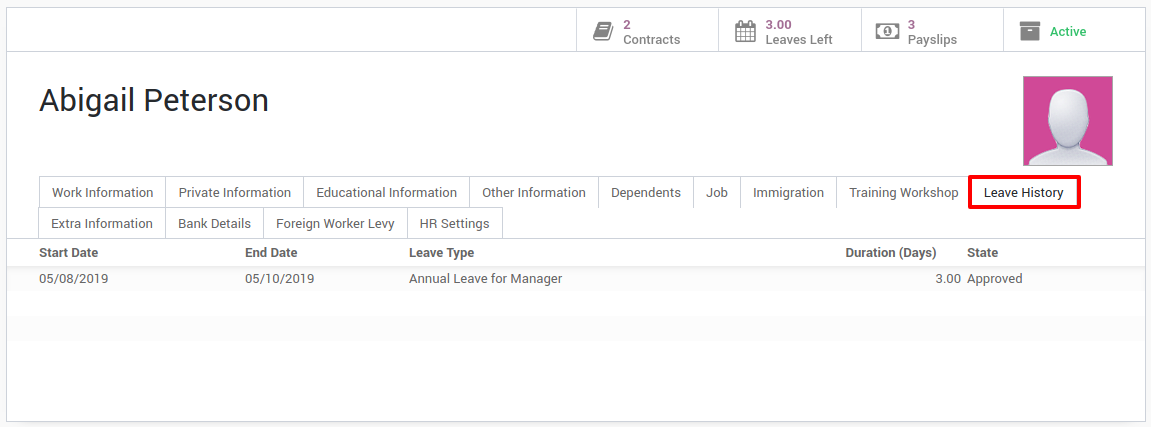 2 Contracts
3.00 Leaves Left
3 Payslips
Active
Abigail Peterson
Work Information Private Information Educational Information Other Information Dependents Job Immigration Training Workshop Leave History
Extra Information Bank Details Foreign Worker Levy HR Settings
Start Date End Date Leave Type Duration (Days) State
05/08/2019 05/10/2019 Annual Leave for Manager 3.00 Approved